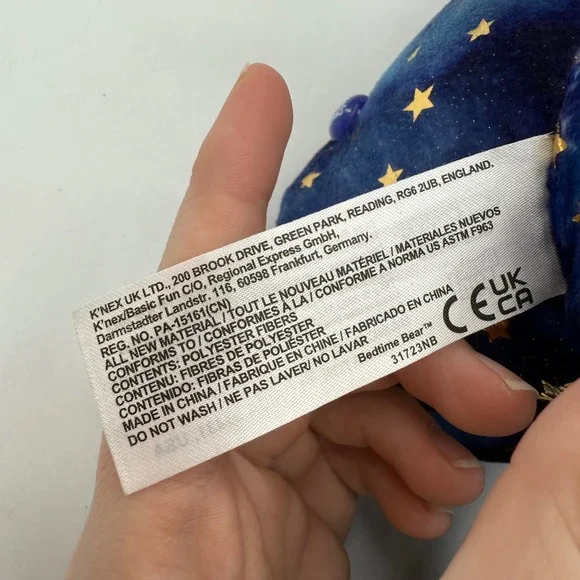 K'NEX UK LTD., 200 BROOK DRIVE, GREEN PARK, READING, RG6 2UB, ENGLAND.
K'nex/Basic Fun C/O, Regional Express GmbH,
Darmstadter Landstr. 116, 60598 Frankfurt, Germany.
REG. NO. PA-15161(CN)
ALL NEW MATERIAL / TOUT LE NOUVEAU MATÉRIEL / MATERIALES NUEVOS
CONFORMS TO/ CONFORMES À LA / CONFORME A NORMA US ASTM F963
CONTENTS: POLYESTER FIBERS
CONTENU: FIBRES DE POLYESTER
CONTENIDO: FIBRAS DE POLIÉSTER
MADE IN CHINA / FABRIQUE EN CHINE / FABRICADO EN CHINA
DO NOT WASH / NE PAS LAVER/ NO LAVAR
Bedtime Bear™
31723NB
CE UK
CA